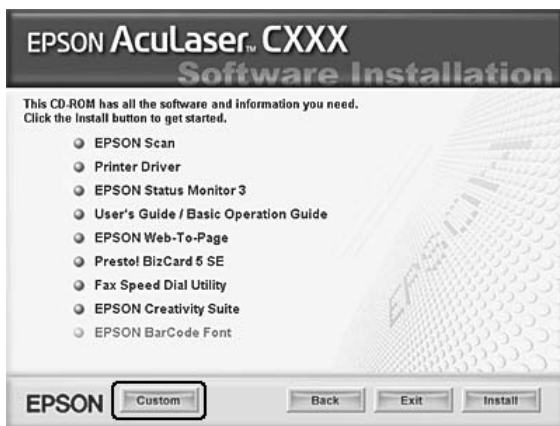 EPSON AcuLaser™ CXXX
Software Installation
This CD-ROM has all the software and information you need.
Click the Install button to get started.
EPSON Scan
Printer Driver
EPSON Status Monitor 3
User's Guide / Basic Operation Guide
EPSON Web-To-Page
Presto! BizCard 5 SE
Fax Speed Dial Utility
EPSON Creativity Suite
EPSON BarCode Font
EPSON
EPSON Custom Back Exit Install